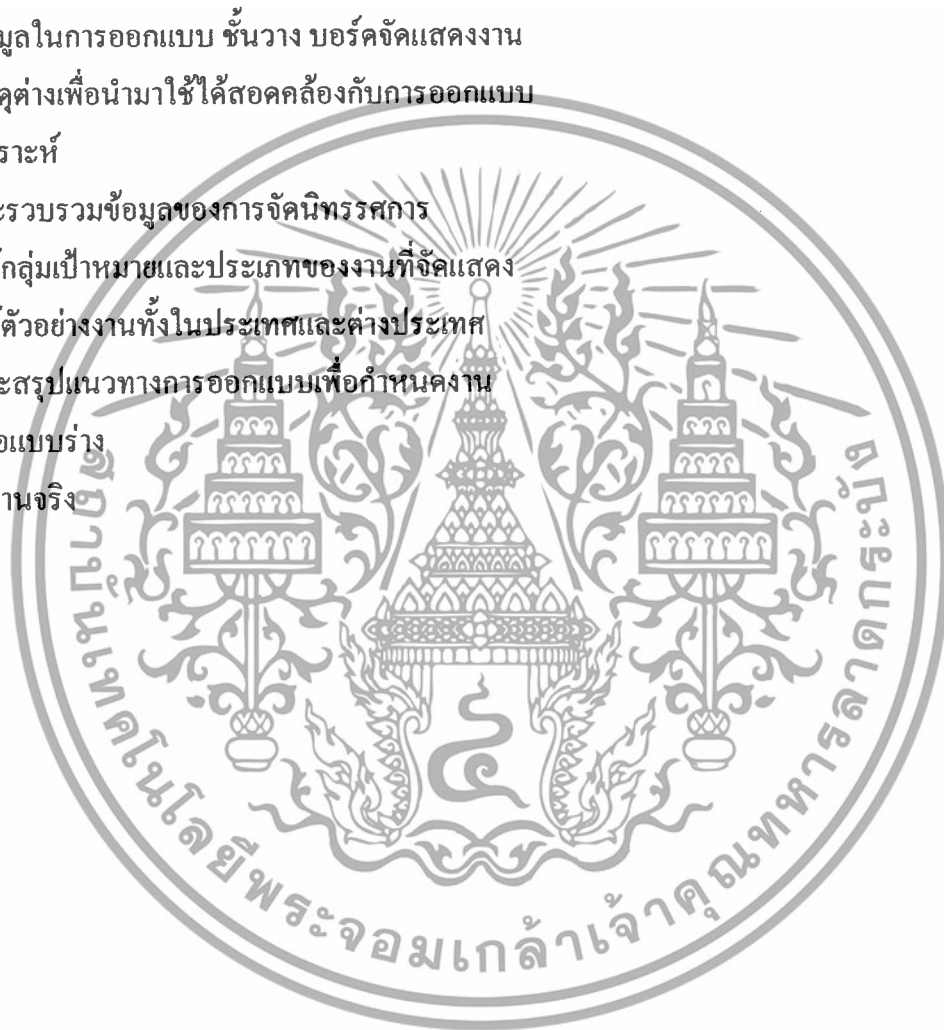 มูลในการออกแบบ ชั้นวาง บอร์ดจัดแสดงงาน
ดุต่างเพื่อนำมาใช้ได้สอดคล้องกับการออกแบบ
ราะห์
ะรวบรวมข้อมูลของการจัดนิทรรศการ
กลุ่มเป้าหมายและประเภทของงานที่จัดแสดง
ตัวอย่างงานทั้งในประเทศและต่างประเทศ
ะสรุปแนวทางการออกแบบเพื่อกำหนดงาน
อแบบร่าง
านจริง
สถาบันเทคโนโลยีพระจอมเกล้าเจ้าคุณทหารลาดกระบัง
๔